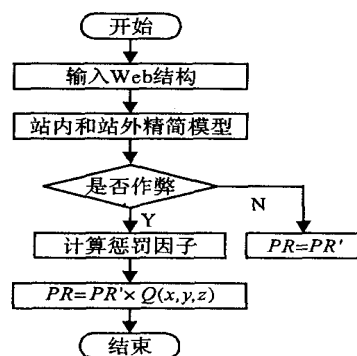 开始
输入Web结构
站内和站外精简模型
是否作弊
Y
N
计算惩罚因子
PR=PR'
PR=PR'×Q(x,y,z)
结束